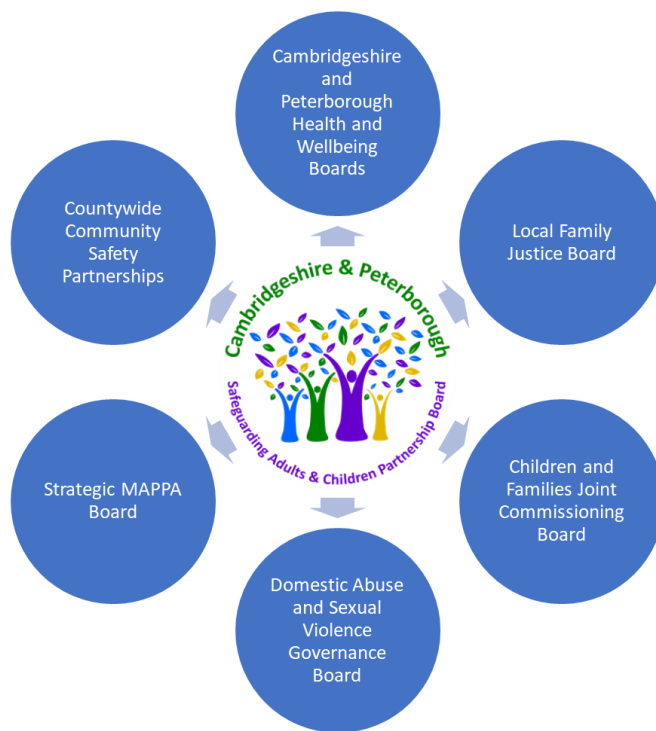 Cambridgeshire
and
Peterborough
Health and
Wellbeing
Boards
Countywide
Community
Safety
Partnerships
Local Family
Justice Board
Cambridgeshire & Peterborough
Safeguarding Adults & Children Partnership Board
Strategic MAPPA
Board
Children and
Families Joint
Commissioning
Board
Domestic Abuse
and Sexual
Violence
Governance
Board